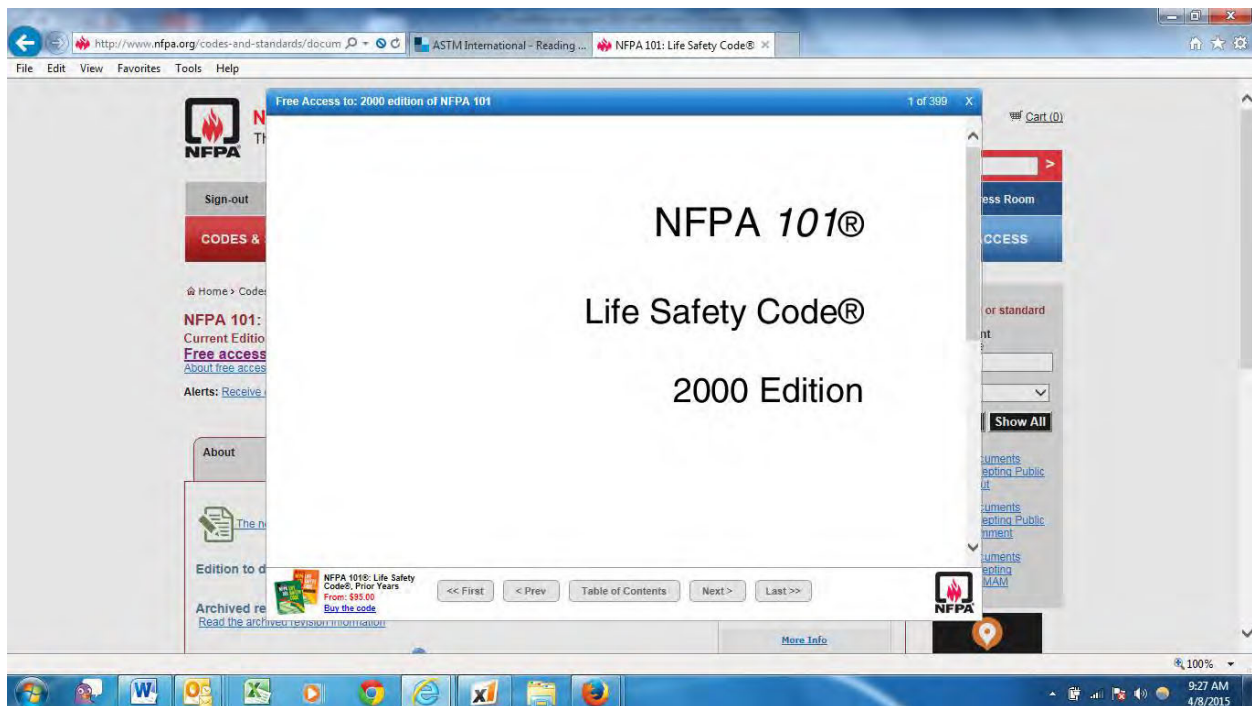 http://www.nfpa.org/codes-and-standards/docum
ASTM International - Reading ...
NFPA 101: Life Safety Code®
File Edit View Favorites Tools Help
Free Access to: 2000 edition of NFPA 101
1 of 399 X
Cart (0)
N
Th
NFPA
>
Sign-out
ess Room
CODES &
CCESS
NFPA 101®
Life Safety Code®
2000 Edition
Home > Code
NFPA 101:
Current Editio
Free access
About free acces
Alerts: Receive
or standard
nt
Show All
About
cuments
epting Public
ut
The n
cuments
epting Public
mment
cuments
epting
MAM
Edition to d
Archived re
Read the archived revision information
NFPA 101®: Life Safety
Code®, Prior Years
From: $95.00
Buy the code
<< First
< Prev
Table of Contents
Next >
Last >>
NFPA
More Info
100%
9:27 AM
4/8/2015